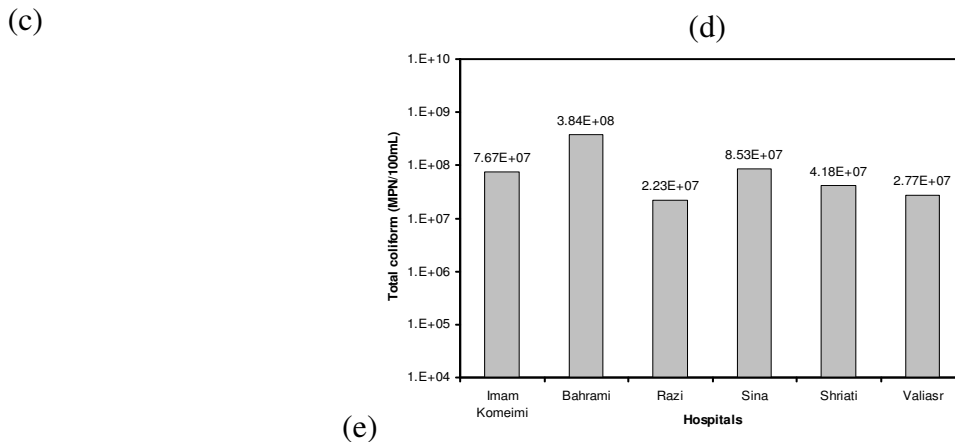 (c)
(d)
1.E+10
1.E+09
1.E+08
1.E+07
1.E+06
1.E+05
1.E+04
Total coliform (MPN/100mL)
7.67E+07
3.84E+08
2.23E+07
8.53E+07
4.18E+07
2.77E+07
Imam Komeimi
Bahrami
Razi
Sina
Shriati
Valiasr
Hospitals
(e)